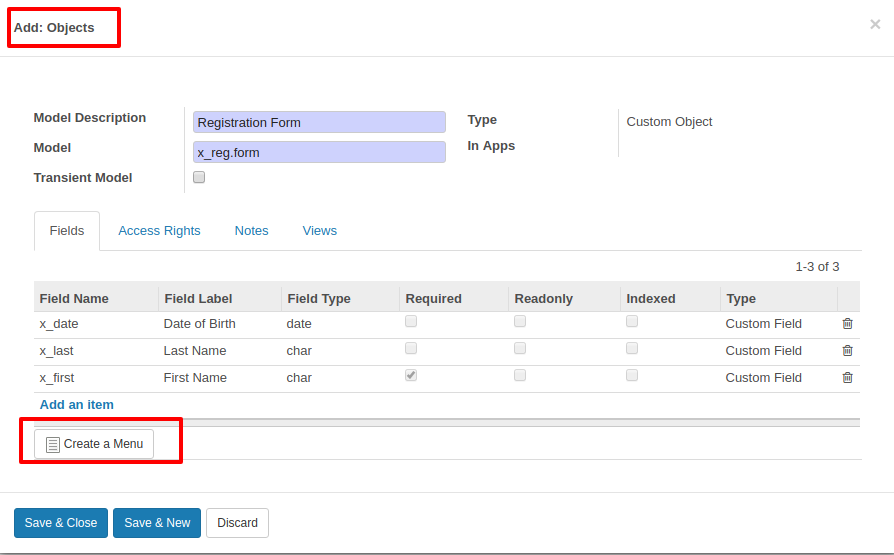 Add: Objects
×
Model Description Registration Form Type Custom Object
Model x_reg.form In Apps
Transient Model
Fields Access Rights Notes Views
1-3 of 3
Field Name Field Label Field Type Required Readonly Indexed Type
x_date Date of Birth date Custom Field
x_last Last Name char Custom Field
x_first First Name char Custom Field
Add an item
Create a Menu
Save & Close Save & New Discard